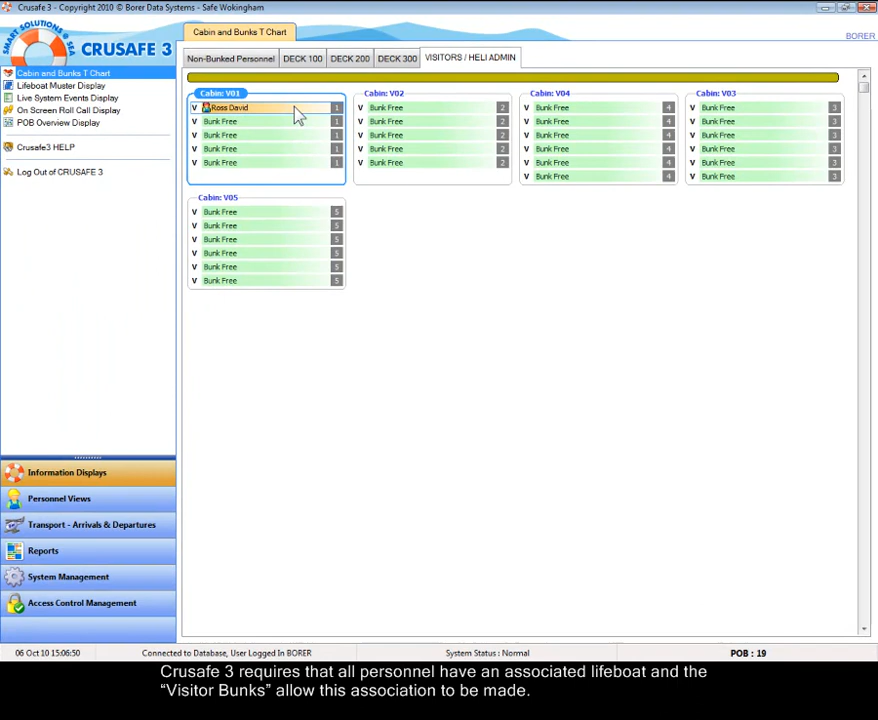 Crusafe 3 - Copyright 2010 © Borer Data Systems - Safe Wokingham
SMART SOLUTIONS @ SEA
CRUSAFE 3
Cabin and Bunks T Chart
BORER
Non-Bunked Personnel DECK 100 DECK 200 DECK 300 VISITORS / HELI ADMIN
Cabin and Bunks T Chart
Lifeboat Muster Display
Live System Events Display
On Screen Roll Call Display
POB Overview Display
Crusafe3 HELP
Log Out of CRUSAFE 3
Cabin: V01
V Ross David 1
V Bunk Free 1
V Bunk Free 1
V Bunk Free 1
V Bunk Free 1
Cabin: V02
V Bunk Free 2
V Bunk Free 2
V Bunk Free 2
V Bunk Free 2
V Bunk Free 2
Cabin: V04
V Bunk Free 4
V Bunk Free 4
V Bunk Free 4
V Bunk Free 4
V Bunk Free 4
V Bunk Free 4
Cabin: V03
V Bunk Free 3
V Bunk Free 3
V Bunk Free 3
V Bunk Free 3
V Bunk Free 3
V Bunk Free 3
Cabin: V05
V Bunk Free 5
V Bunk Free 5
V Bunk Free 5
V Bunk Free 5
V Bunk Free 5
V Bunk Free 5
Information Displays
Personnel Views
Transport - Arrivals & Departures
Reports
System Management
Access Control Management
06 Oct 10 15:06:50 Connected to Database, User Logged In BORER System Status : Normal POB : 19
Crusafe 3 requires that all personnel have an associated lifeboat and the
“Visitor Bunks” allow this association to be made.